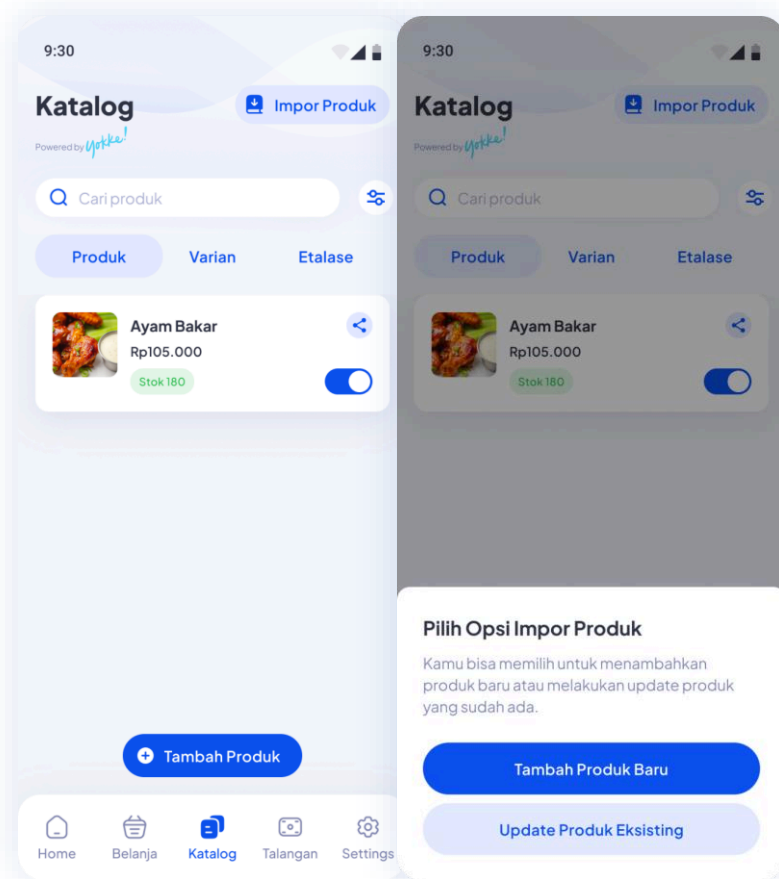 9:30
Katalog
Impor Produk
Powered by yokke!
Cari produk
Produk Varian Etalase
Ayam Bakar
Rp105.000
Stok 180
Tambah Produk
Home Belanja Katalog Talangan Settings
9:30
Katalog
Impor Produk
Powered by yokke!
Cari produk
Produk Varian Etalase
Ayam Bakar
Rp105.000
Stok 180
Pilih Opsi Impor Produk
Kamu bisa memilih untuk menambahkan
produk baru atau melakukan update produk
yang sudah ada.
Tambah Produk Baru
Update Produk Eksisting